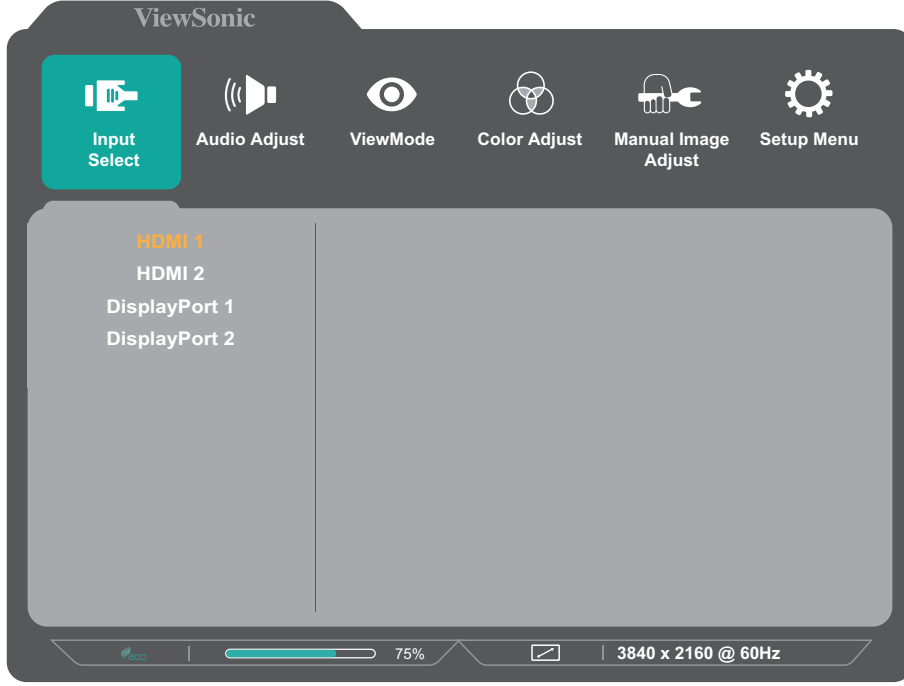 ViewSonic
Input
Select
Audio Adjust
ViewMode
Color Adjust
Manual Image
Adjust
Setup Menu
HDMI 1
HDMI 2
DisplayPort 1
DisplayPort 2
eco
75%
3840 x 2160 @ 60Hz